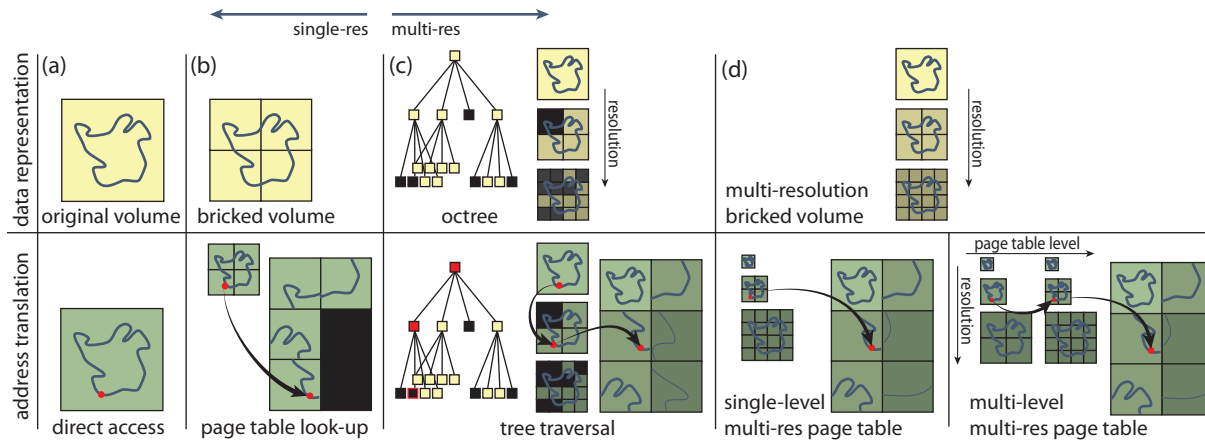 single-res
multi-res
data representation
(a)
original volume
(b)
bricked volume
(c)
octree
resolution
(d)
multi-resolution
bricked volume
resolution
address translation
direct access
page table look-up
tree traversal
single-level
multi-res page table
page table level
resolution
multi-level
multi-res page table